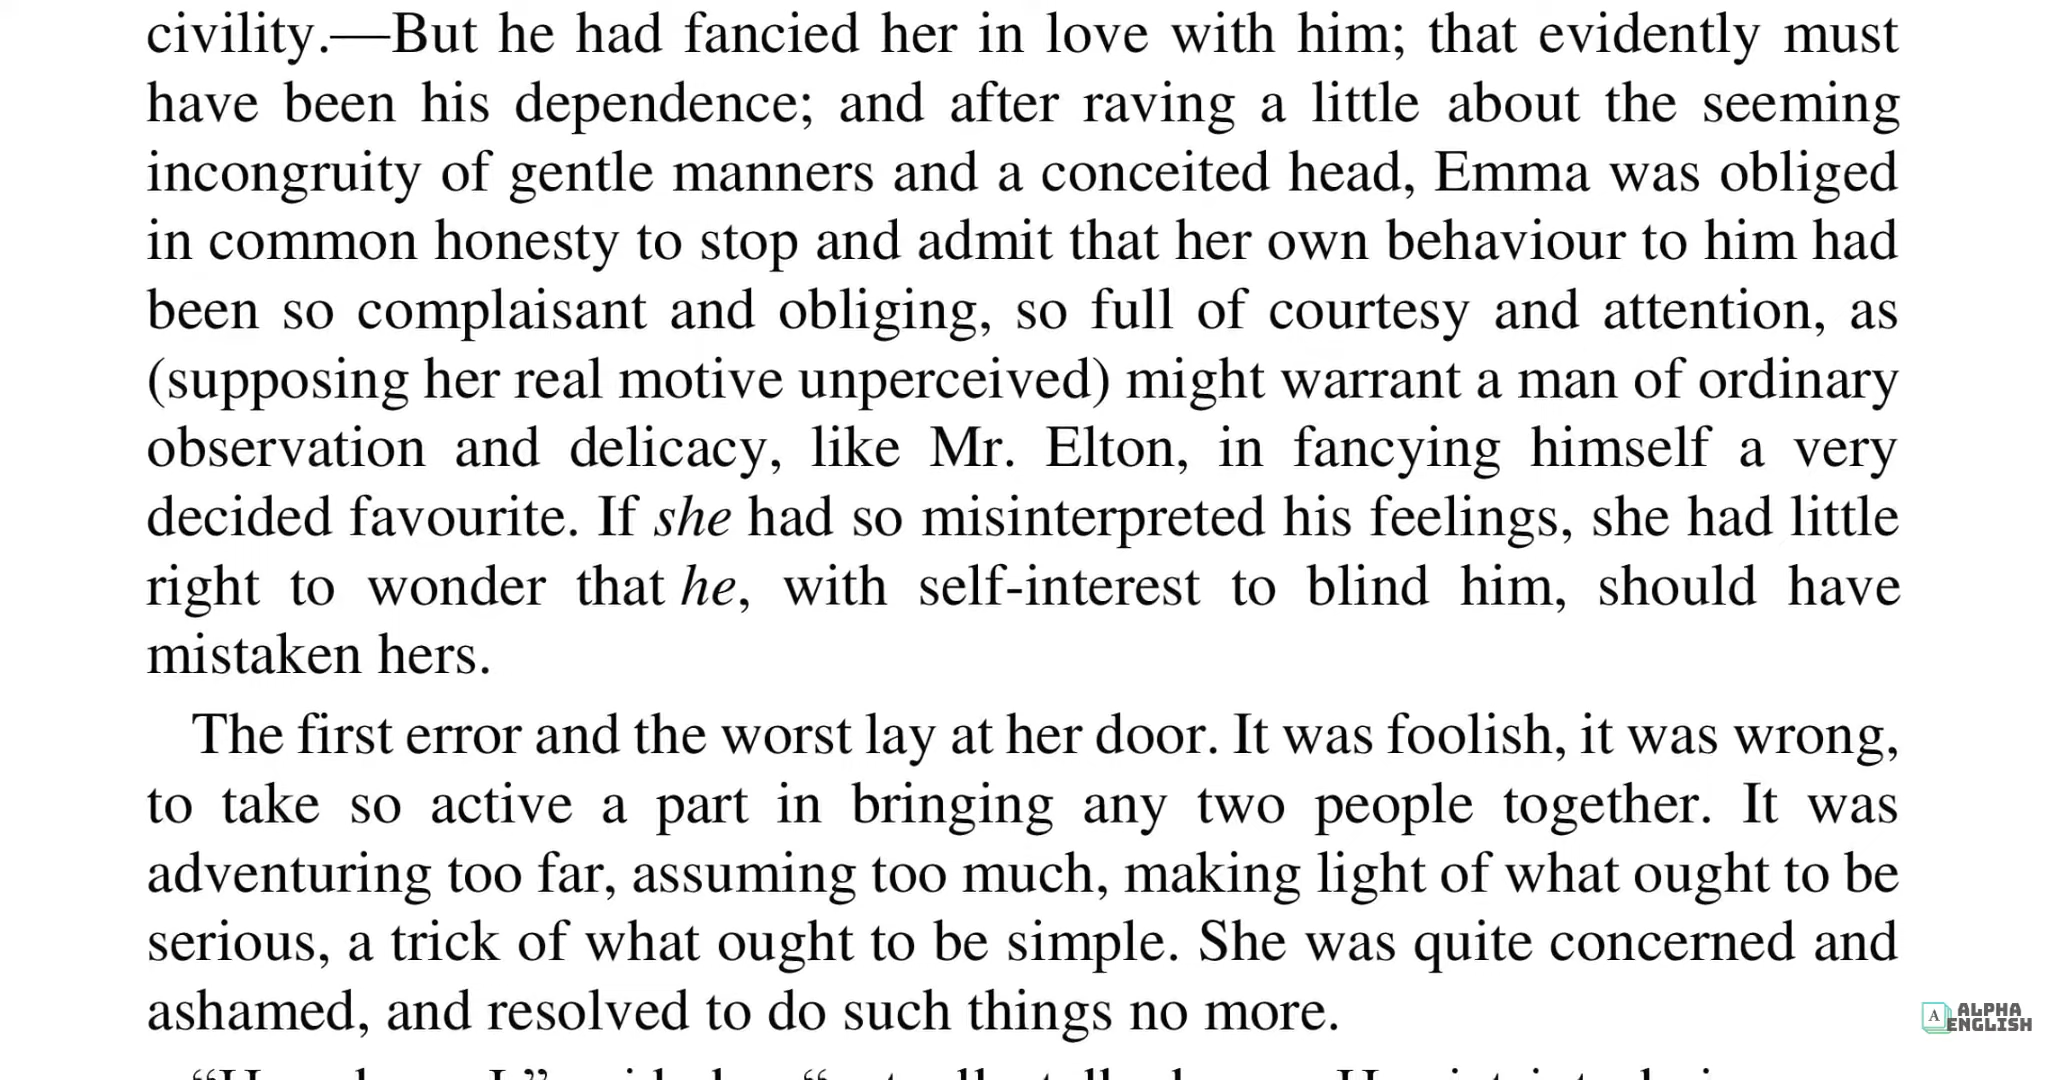 civility.—But he had fancied her in love with him; that evidently must
have been his dependence; and after raving a little about the seeming
incongruity of gentle manners and a conceited head, Emma was obliged
in common honesty to stop and admit that her own behaviour to him had
been so complaisant and obliging, so full of courtesy and attention, as
(supposing her real motive unperceived) might warrant a man of ordinary
observation and delicacy, like Mr. Elton, in fancying himself a very
decided favourite. If she had so misinterpreted his feelings, she had little
right to wonder that he, with self-interest to blind him, should have
mistaken hers.
The first error and the worst lay at her door. It was foolish, it was wrong,
to take so active a part in bringing any two people together. It was
adventuring too far, assuming too much, making light of what ought to be
serious, a trick of what ought to be simple. She was quite concerned and
ashamed, and resolved to do such things no more.
A ALPHA
ENGLISH